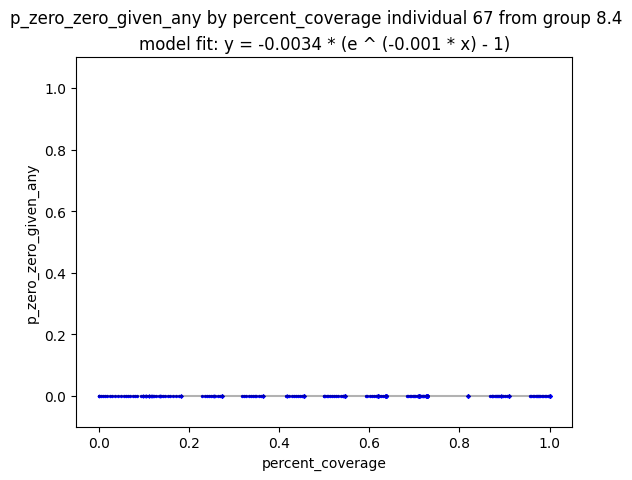 p_zero_zero_given_any by percent_coverage individual 67 from group 8.4
model fit: y = -0.0034 * (e ^ (-0.001 * x) - 1)
1.0
0.8
0.6
0.4
0.2
0.0
p_zero_zero_given_any
0.0 0.2 0.4 0.6 0.8 1.0
percent_coverage